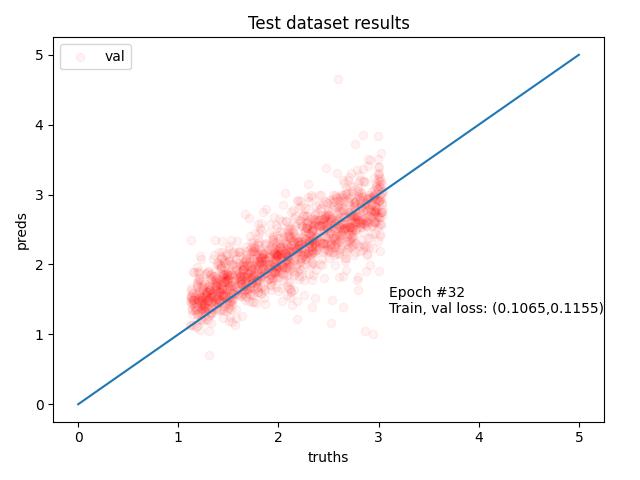 Test dataset results
val
5
4
3
2
1
0
preds
Epoch #32
Train, val loss: (0.1065,0.1155)
0 1 2 3 4 5
truths